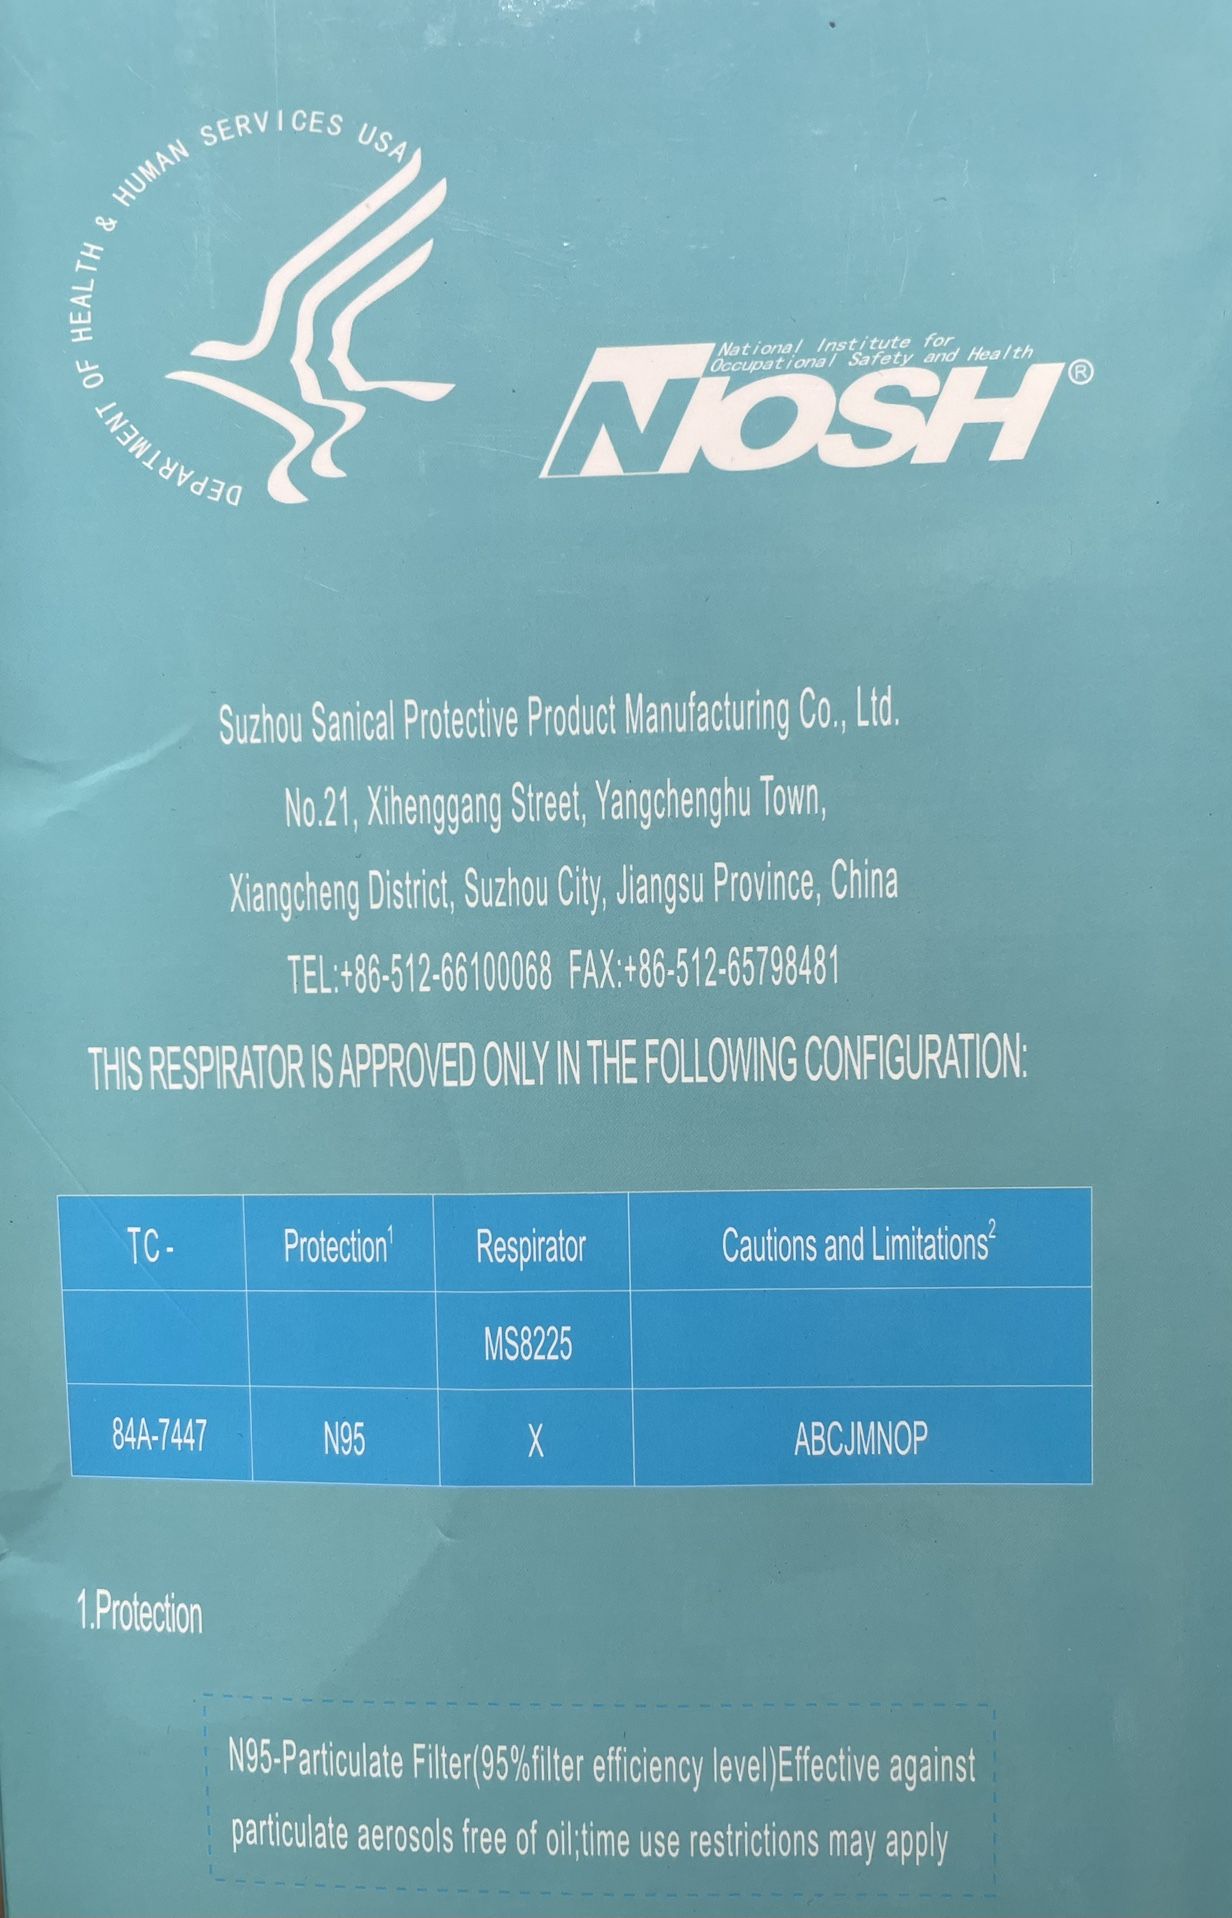 DEPARTMENT OF HEALTH & HUMAN SERVICES USA
National Institute for
Occupational Safety and Health
NIOSH®
Suzhou Sanical Protective Product Manufacturing Co., Ltd.
No.21, Xihenggang Street, Yangchenghu Town,
Xiangcheng District, Suzhou City, Jiangsu Province, China
TEL:+86-512-66100068 FAX:+86-512-65798481
THIS RESPIRATOR IS APPROVED ONLY IN THE FOLLOWING CONFIGURATION:
TC - Protection1 Respirator Cautions and Limitations2
MS8225
84A-7447 N95 X ABCJMNOP
1.Protection
N95-Particulate Filter(95%filter efficiency level)Effective against
particulate aerosols free of oil;time use restrictions may apply